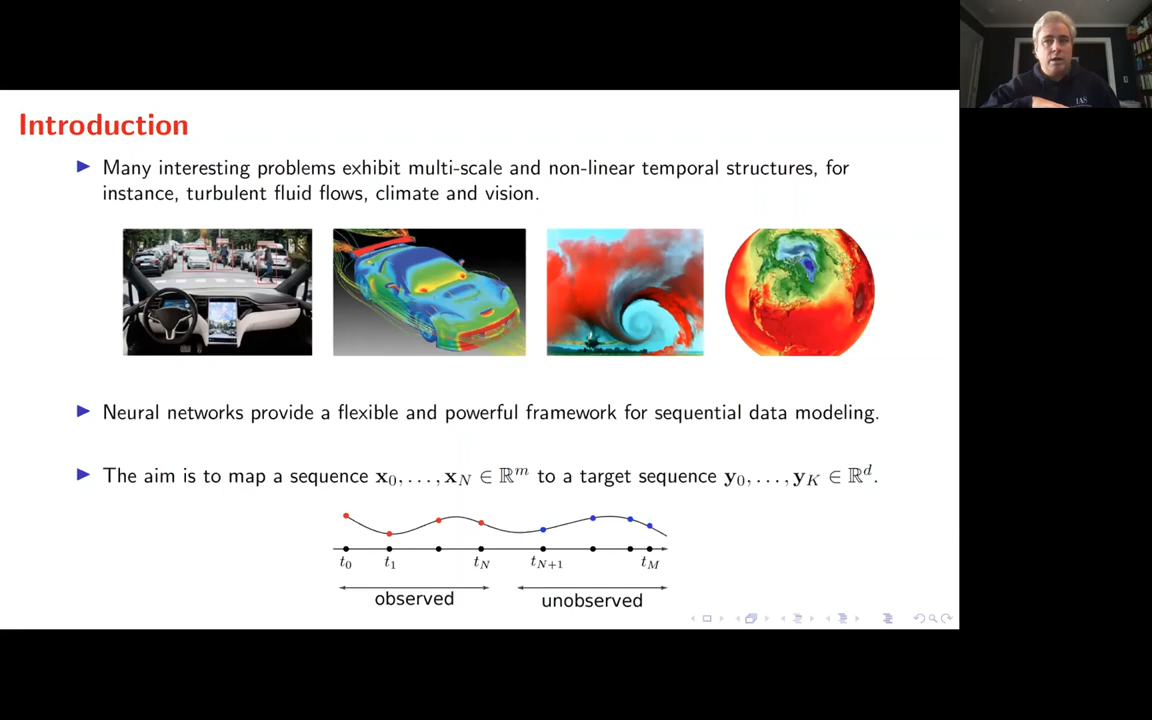 Introduction
Many interesting problems exhibit multi-scale and non-linear temporal structures, for
instance, turbulent fluid flows, climate and vision.
Neural networks provide a flexible and powerful framework for sequential data modeling.
The aim is to map a sequence x₀, . . . , x_N ∈ ℝᵐ to a target sequence y₀, . . . , y_K ∈ ℝᵈ.
t₀ t₁ t_N t_{N+1} t_M
observed unobserved
IAS